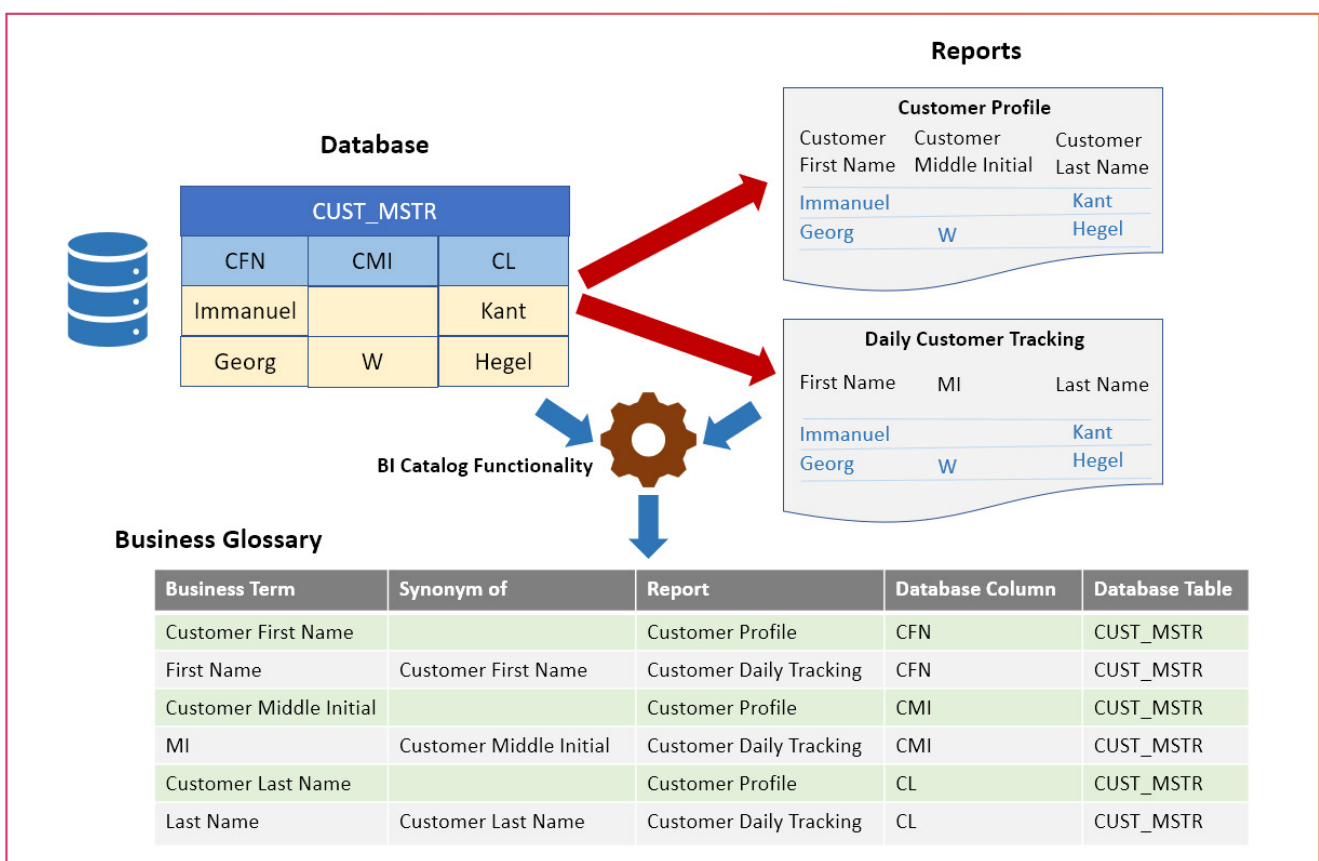 Reports
Customer Profile
Customer Customer Customer
First Name Middle Initial Last Name
Immanuel Kant
Georg W Hegel
Database
CUST_MSTR
CFN CMI CL
Immanuel Kant
Georg W Hegel
Daily Customer Tracking
First Name MI Last Name
Immanuel Kant
Georg W Hegel
BI Catalog Functionality
Business Glossary
Business Term Synonym of Report Database Column Database Table
Customer First Name Customer Profile CFN CUST_MSTR
First Name Customer First Name Customer Daily Tracking CFN CUST_MSTR
Customer Middle Initial Customer Profile CMI CUST_MSTR
MI Customer Middle Initial Customer Daily Tracking CMI CUST_MSTR
Customer Last Name Customer Profile CL CUST_MSTR
Last Name Customer Last Name Customer Daily Tracking CL CUST_MSTR